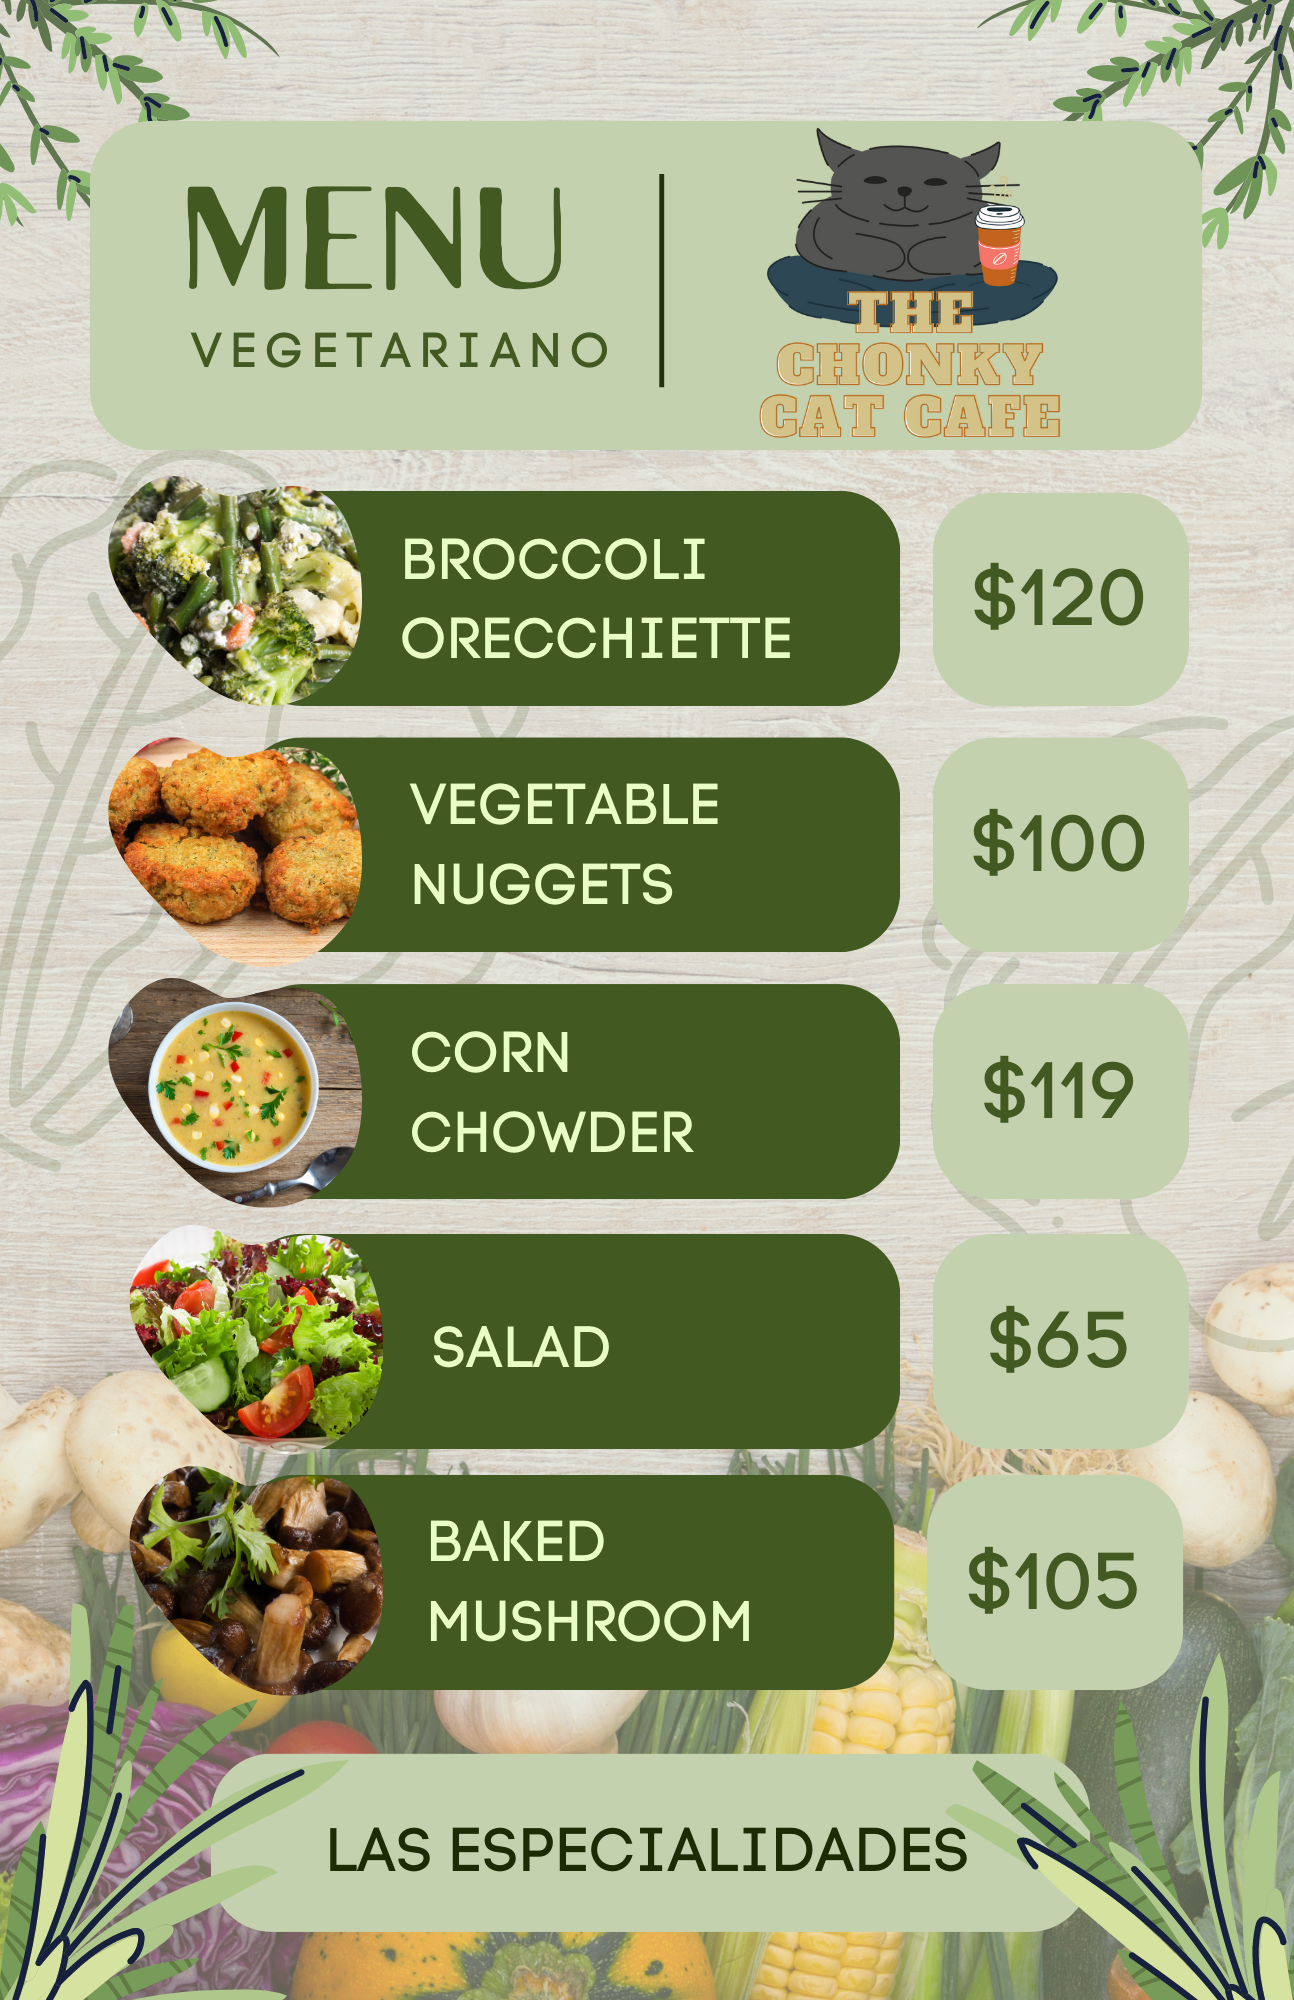 MENU
VEGETARIANO
THE
CHONKY
CAT CAFE
BROCCOLI
ORECCHIETTE
$120
VEGETABLE
NUGGETS
$100
CORN
CHOWDER
$119
SALAD
$65
BAKED
MUSHROOM
$105
LAS ESPECIALIDADES